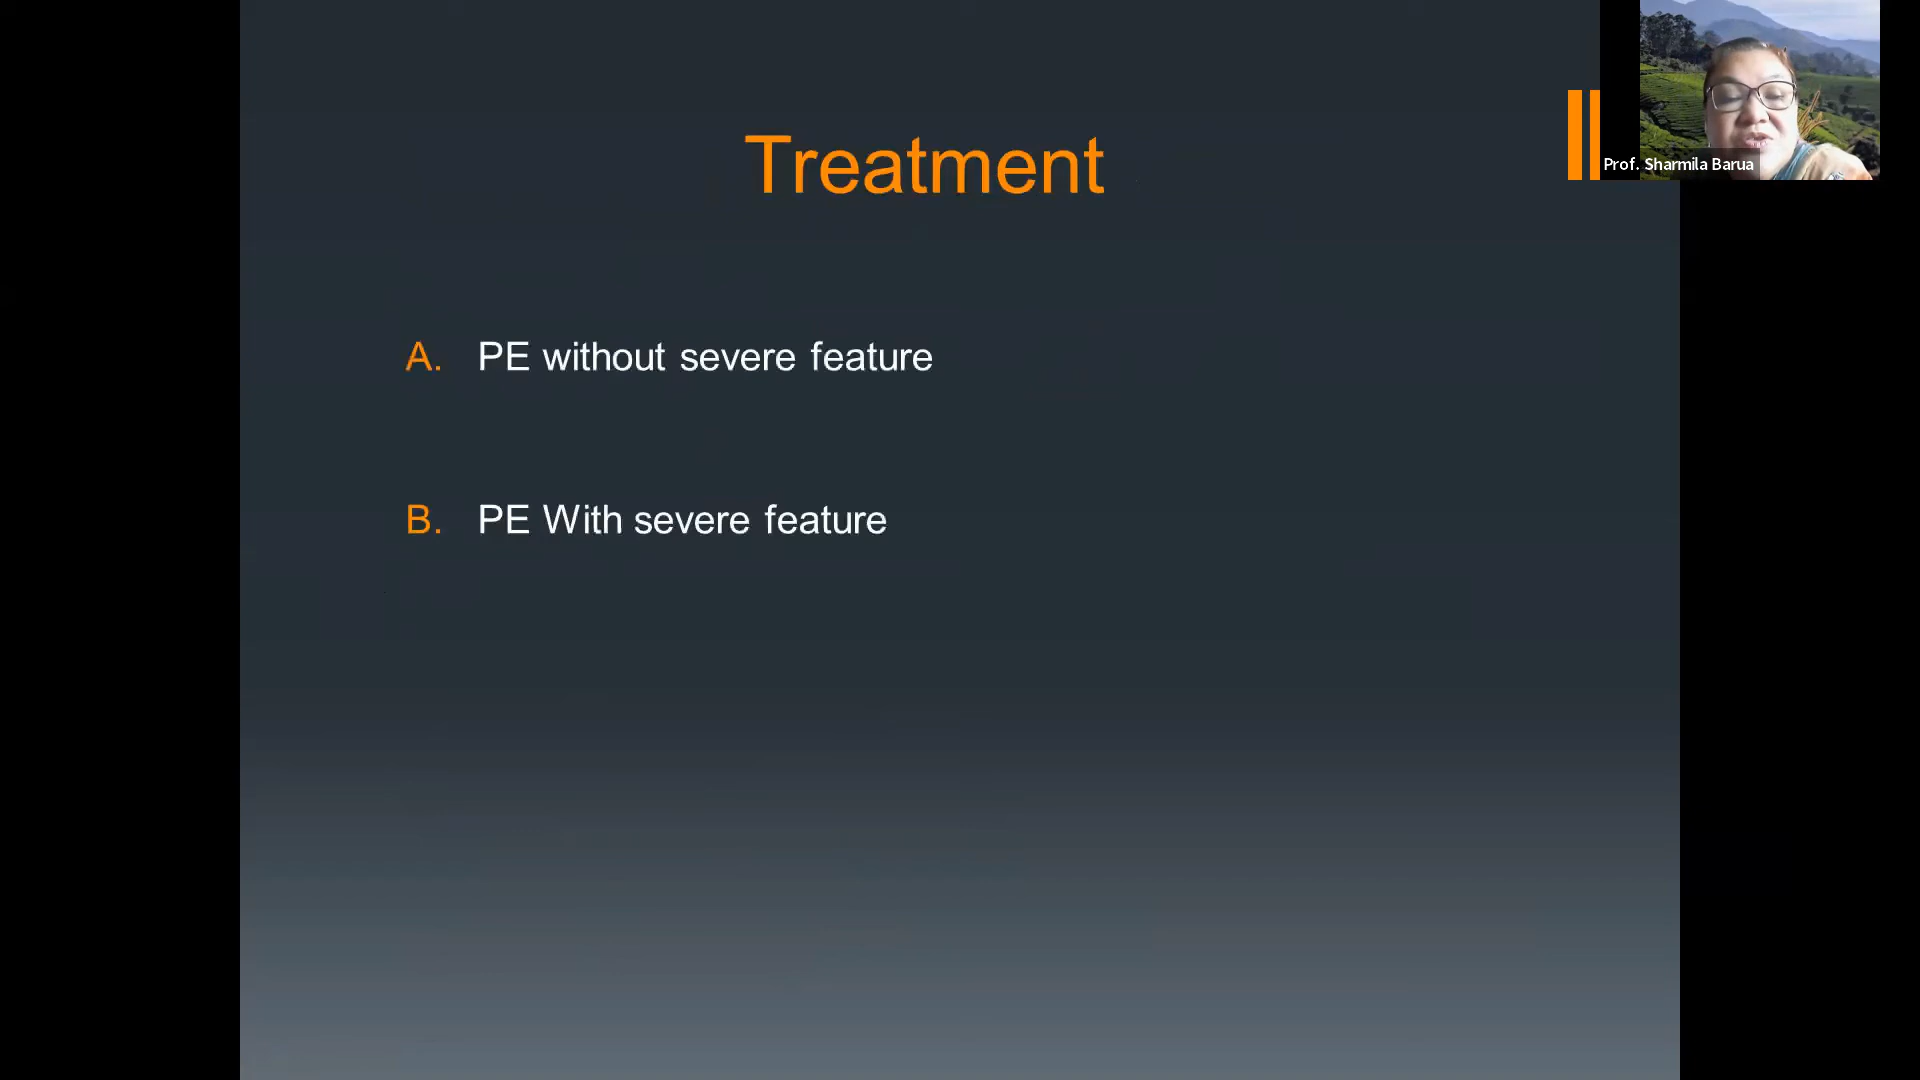 Treatment
Prof. Sharmila Barua
A. PE without severe feature
B. PE With severe feature